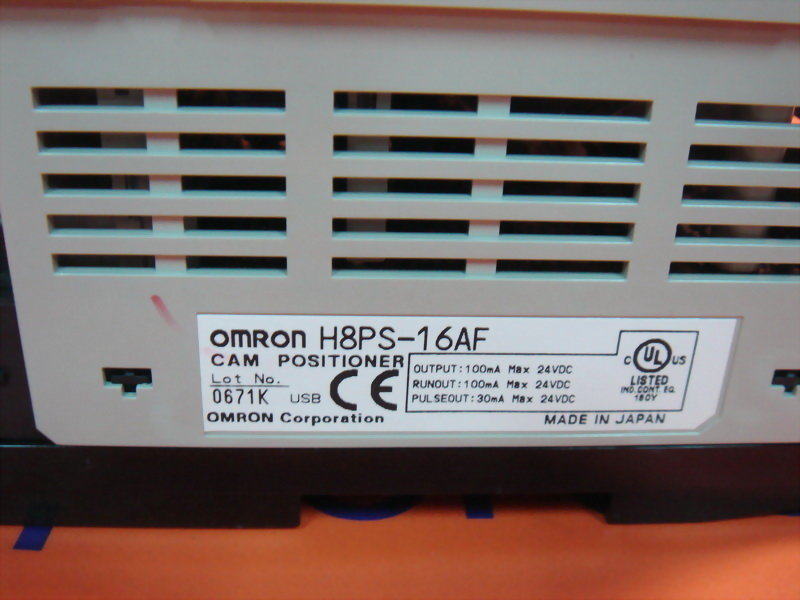 OMRON H8PS-16AF
CAM POSITIONER
Lot No.
0671K USB CE
OMRON Corporation
OUTPUT:100mA Max 24VDC
RUNOUT:100mA Max 24VDC
PULSEOUT:30mA Max 24VDC
C UL US
LISTED
IND.CONT.EQ.
180Y
MADE IN JAPAN